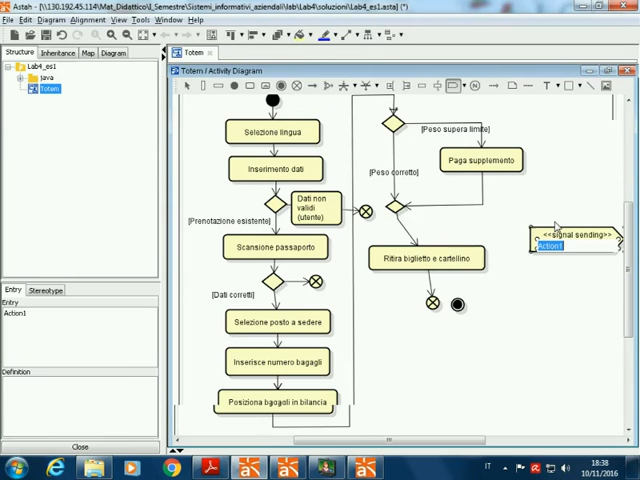 Astah - [\\130.192.45.114\Mat_Didattico\I_Semestre\Sistemi_informativi_aziendali\lab\Lab4\soluzioni\Lab4_es1.asta] (*)
File Edit Diagram Alignment View Tools Window Plugin Help
Structure Inheritance Map Diagram
Lab4_es1
java
Totem
Totem
Totem / Activity Diagram
Selezione lingua
Inserimento dati
[Prenotazione esistente]
Dati non
validi
(utente)
Scansione passaporto
[Dati corretti]
Selezione posto a sedere
Inserisce numero bagagli
Posiziona bagagli in bilancia
[Peso supera limite]
Paga supplemento
[Peso corretto]
Ritira biglietto e cartellino
<<signal sending>>
Action1
Entry Stereotype
Entry
Action1
Definition
Close
IT
18:38
10/11/2016